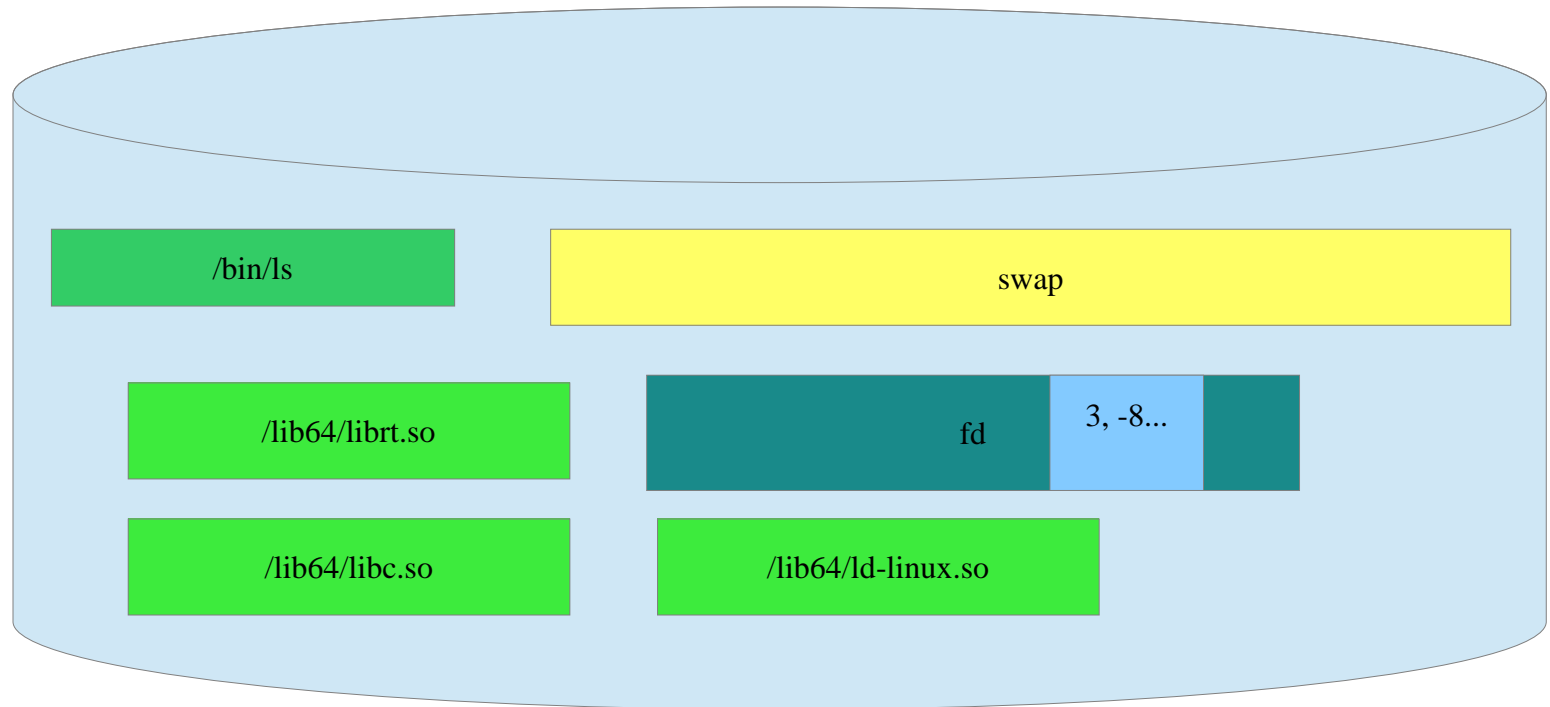 /bin/ls
swap
/lib64/librt.so
fd
3, -8...
/lib64/libc.so
/lib64/ld-linux.so